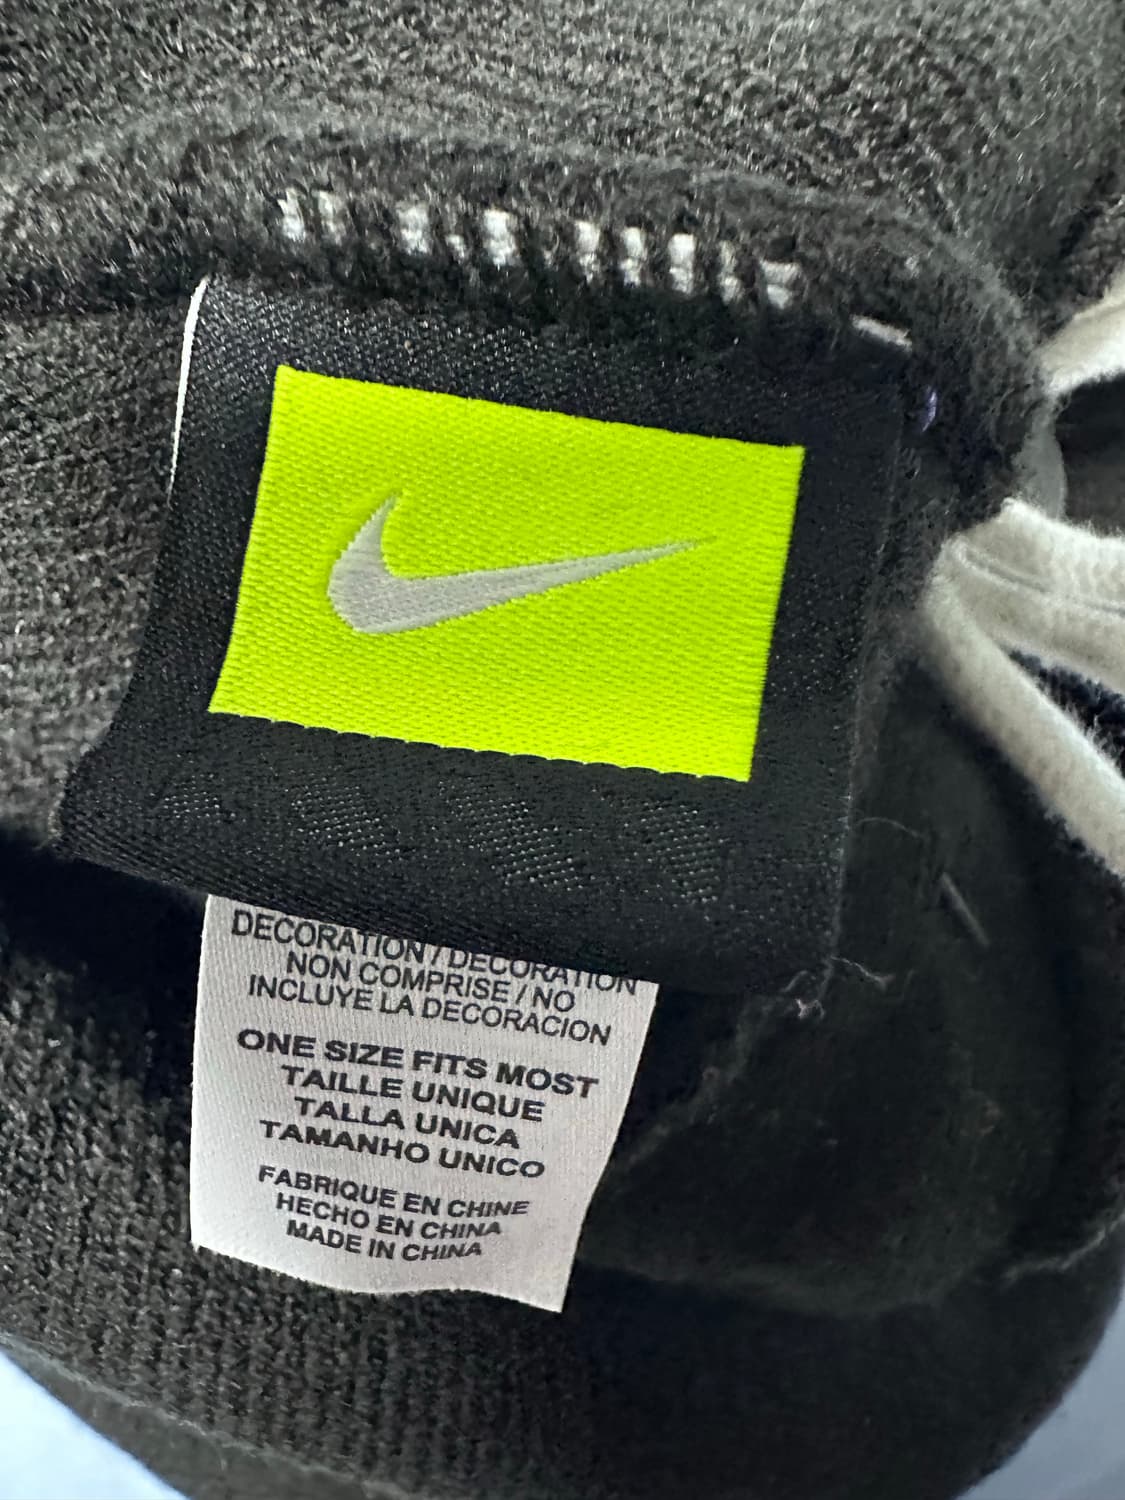 DECORATION / DECORATION
NON COMPRISE / NO
INCLUYE LA DECORACION
ONE SIZE FITS MOST
TAILLE UNIQUE
TALLA UNICA
TAMANHO UNICO
FABRIQUE EN CHINE
HECHO EN CHINA
MADE IN CHINA